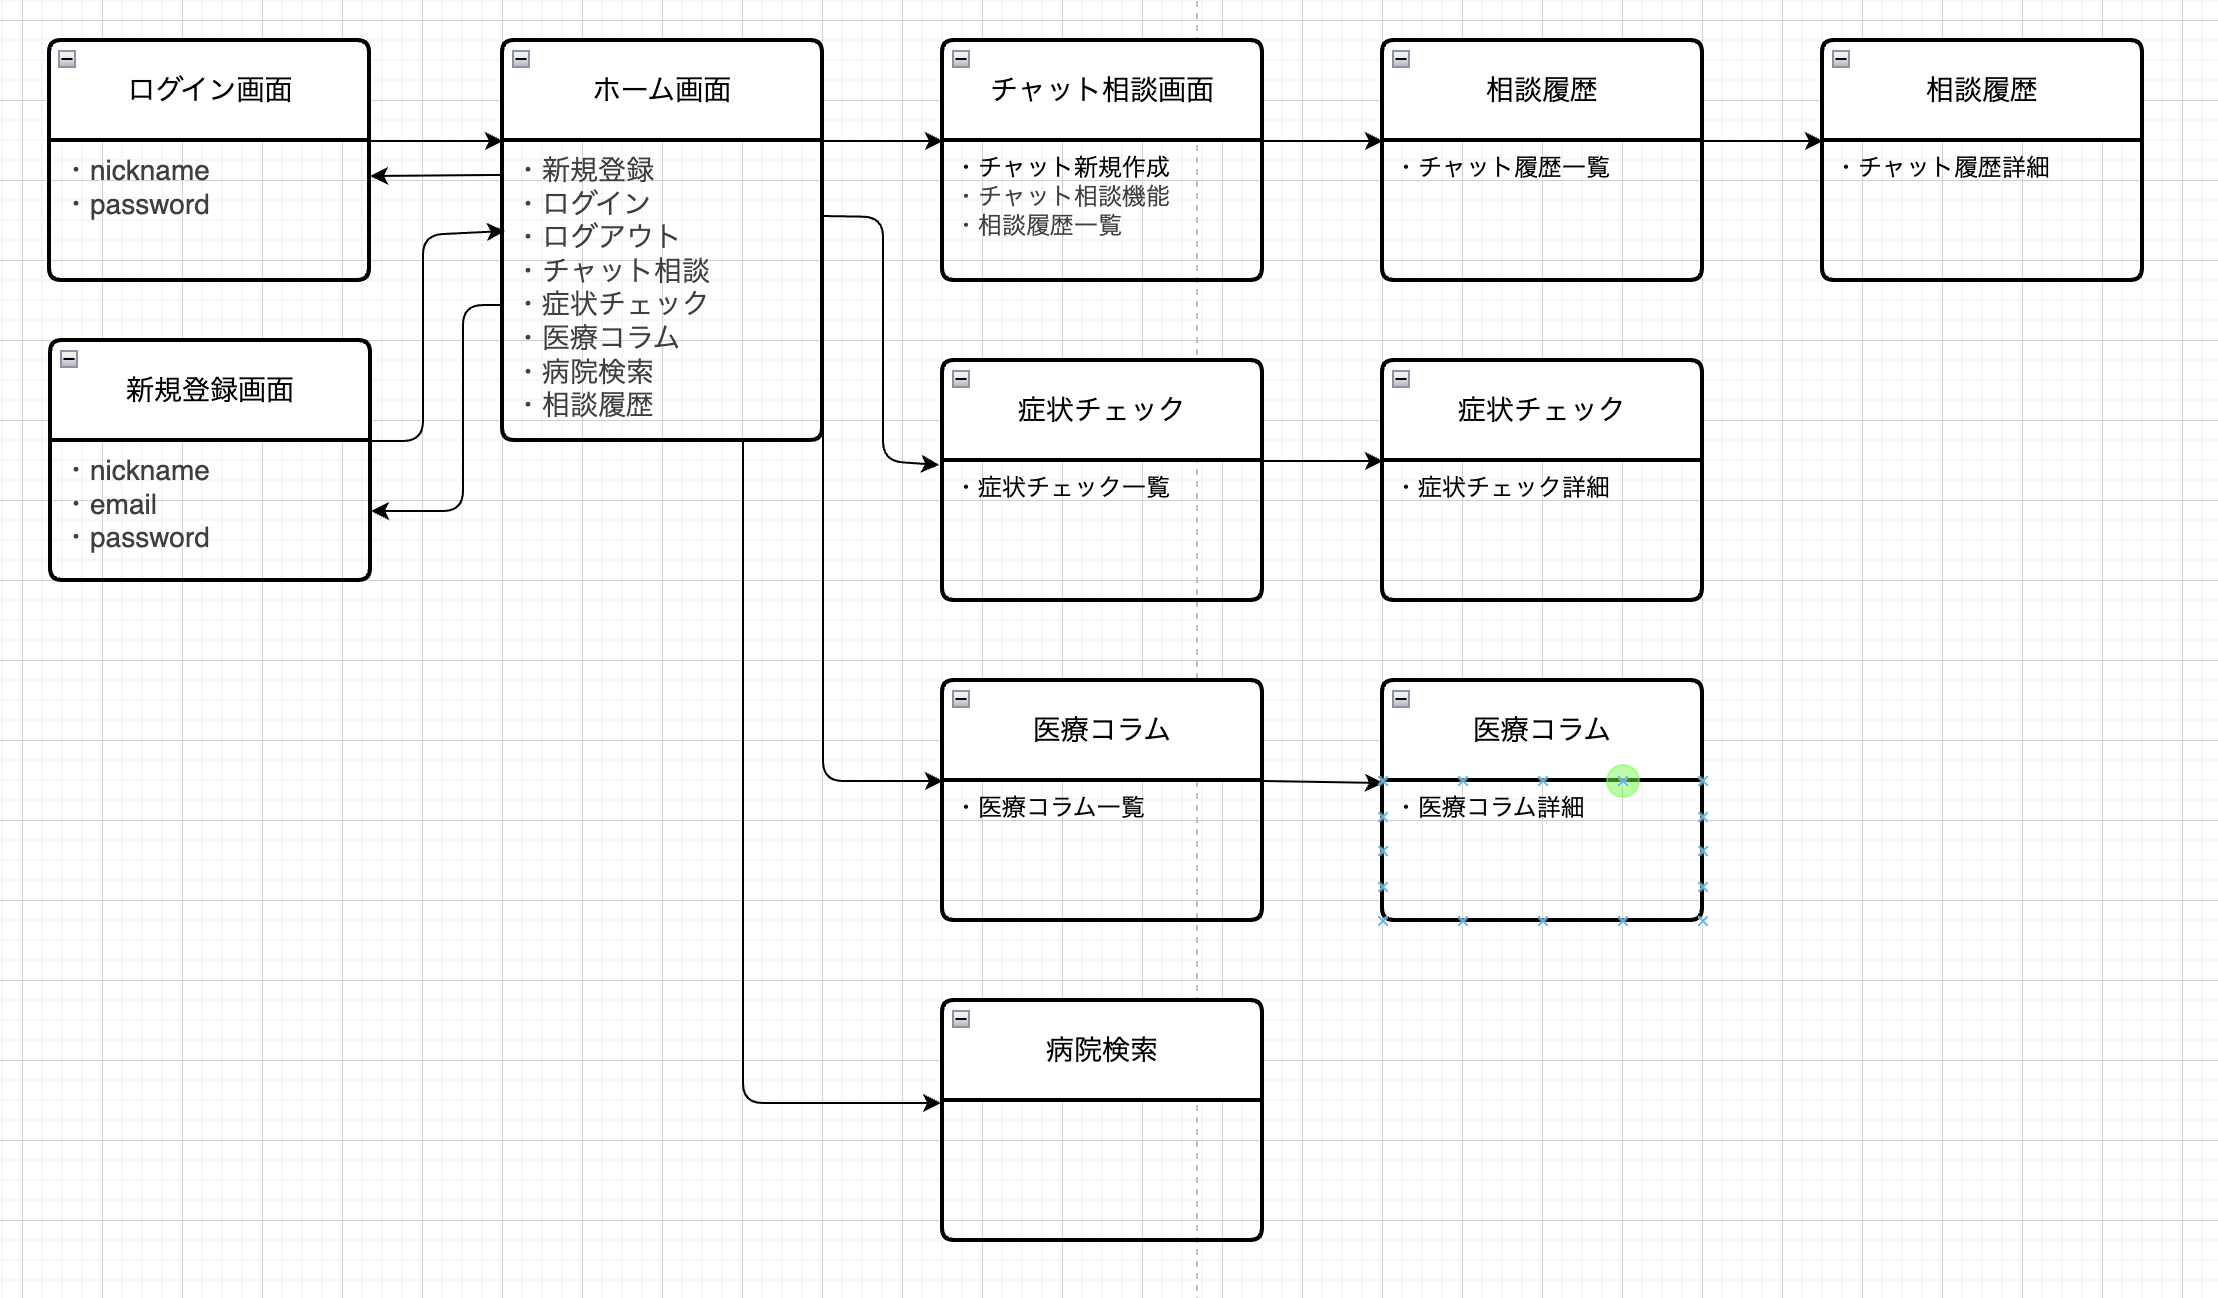 ログイン画面
・nickname
・password
新規登録画面
・nickname
・email
・password
ホーム画面
・新規登録
・ログイン
・ログアウト
・チャット相談
・症状チェック
・医療コラム
・病院検索
・相談履歴
チャット相談画面
・チャット新規作成
・チャット相談機能
・相談履歴一覧
相談履歴
・チャット履歴一覧
相談履歴
・チャット履歴詳細
症状チェック
・症状チェック一覧
症状チェック
・症状チェック詳細
医療コラム
・医療コラム一覧
医療コラム
・医療コラム詳細
病院検索